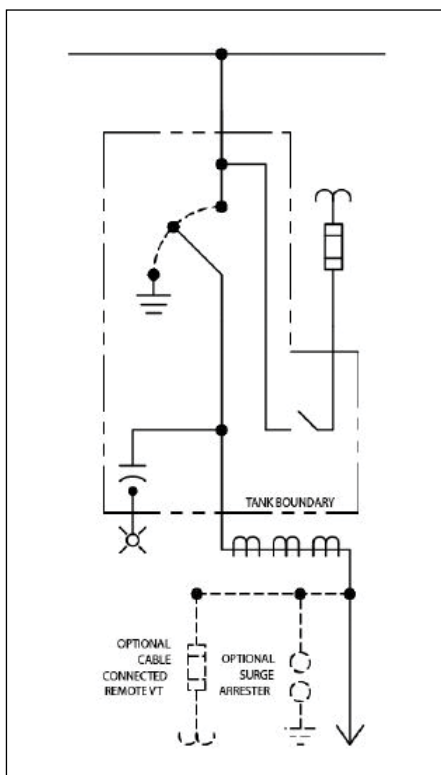 TANK BOUNDARY
OPTIONAL
CABLE
CONNECTED
REMOTE VT
OPTIONAL
SURGE
ARRESTER